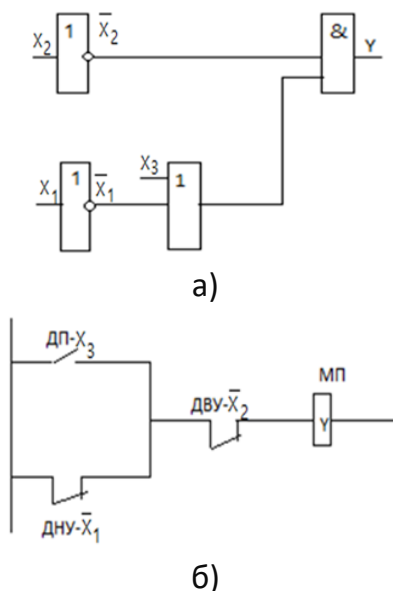 1 X̅₂ &
X₂ Y
1 X̅₁ X₃ 1
X₁
а)
ДП-X₃
МП
ДВУ-X̅₂
Y
ДНУ-X̅₁
б)